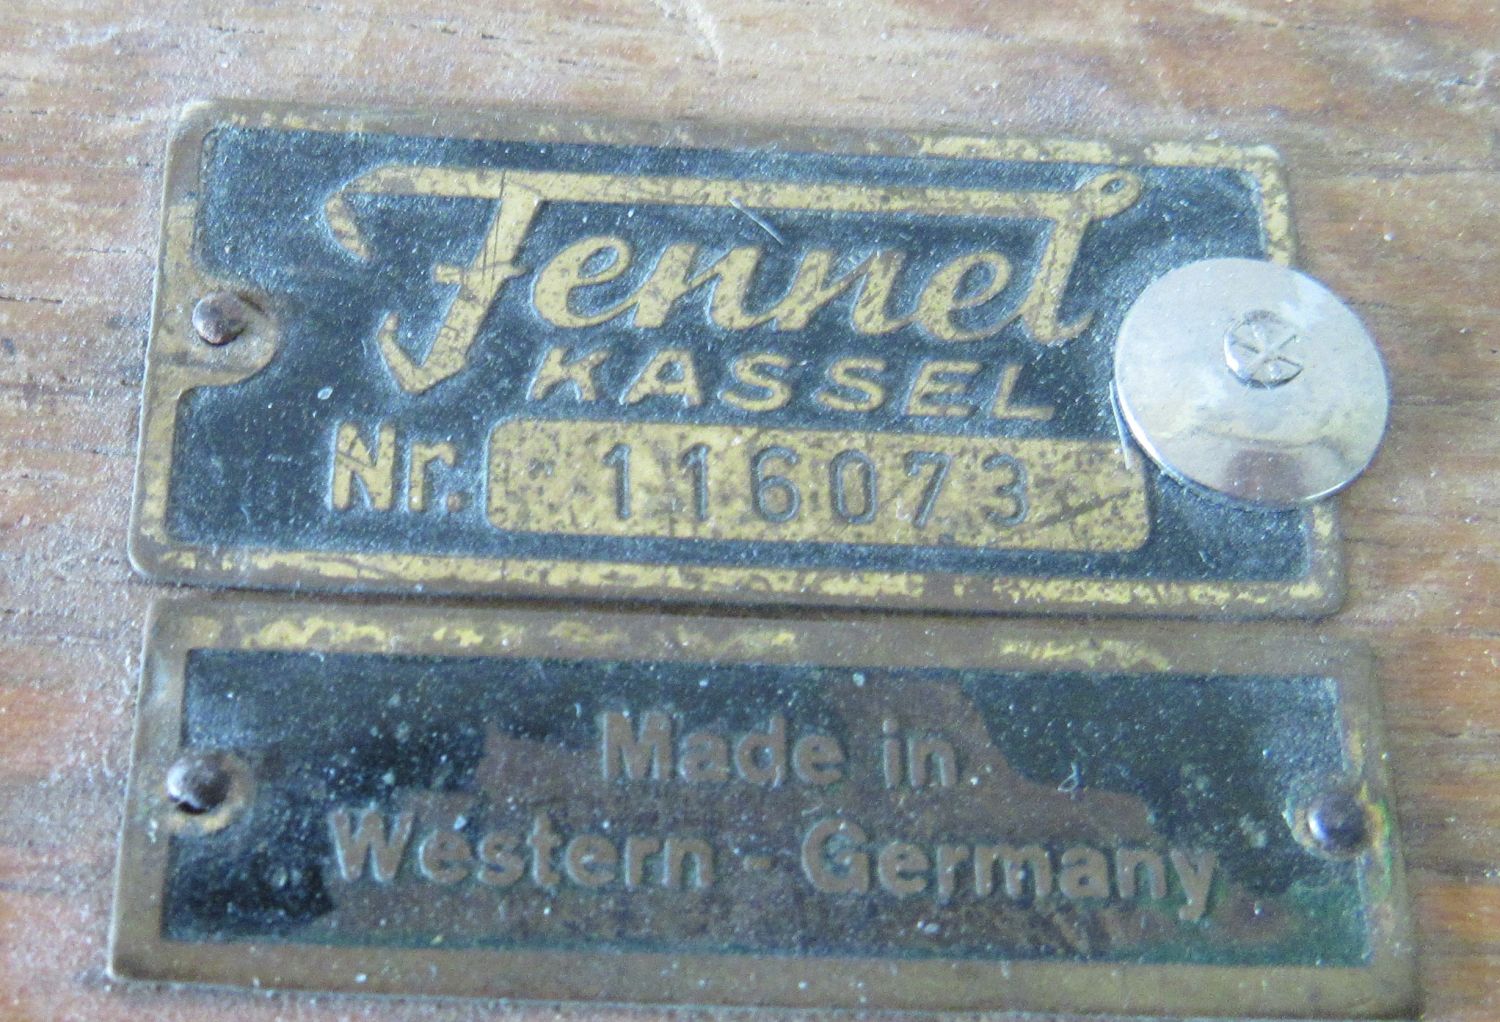 Fennel
KASSEL
Nr. 116073
Made in
Western - Germany